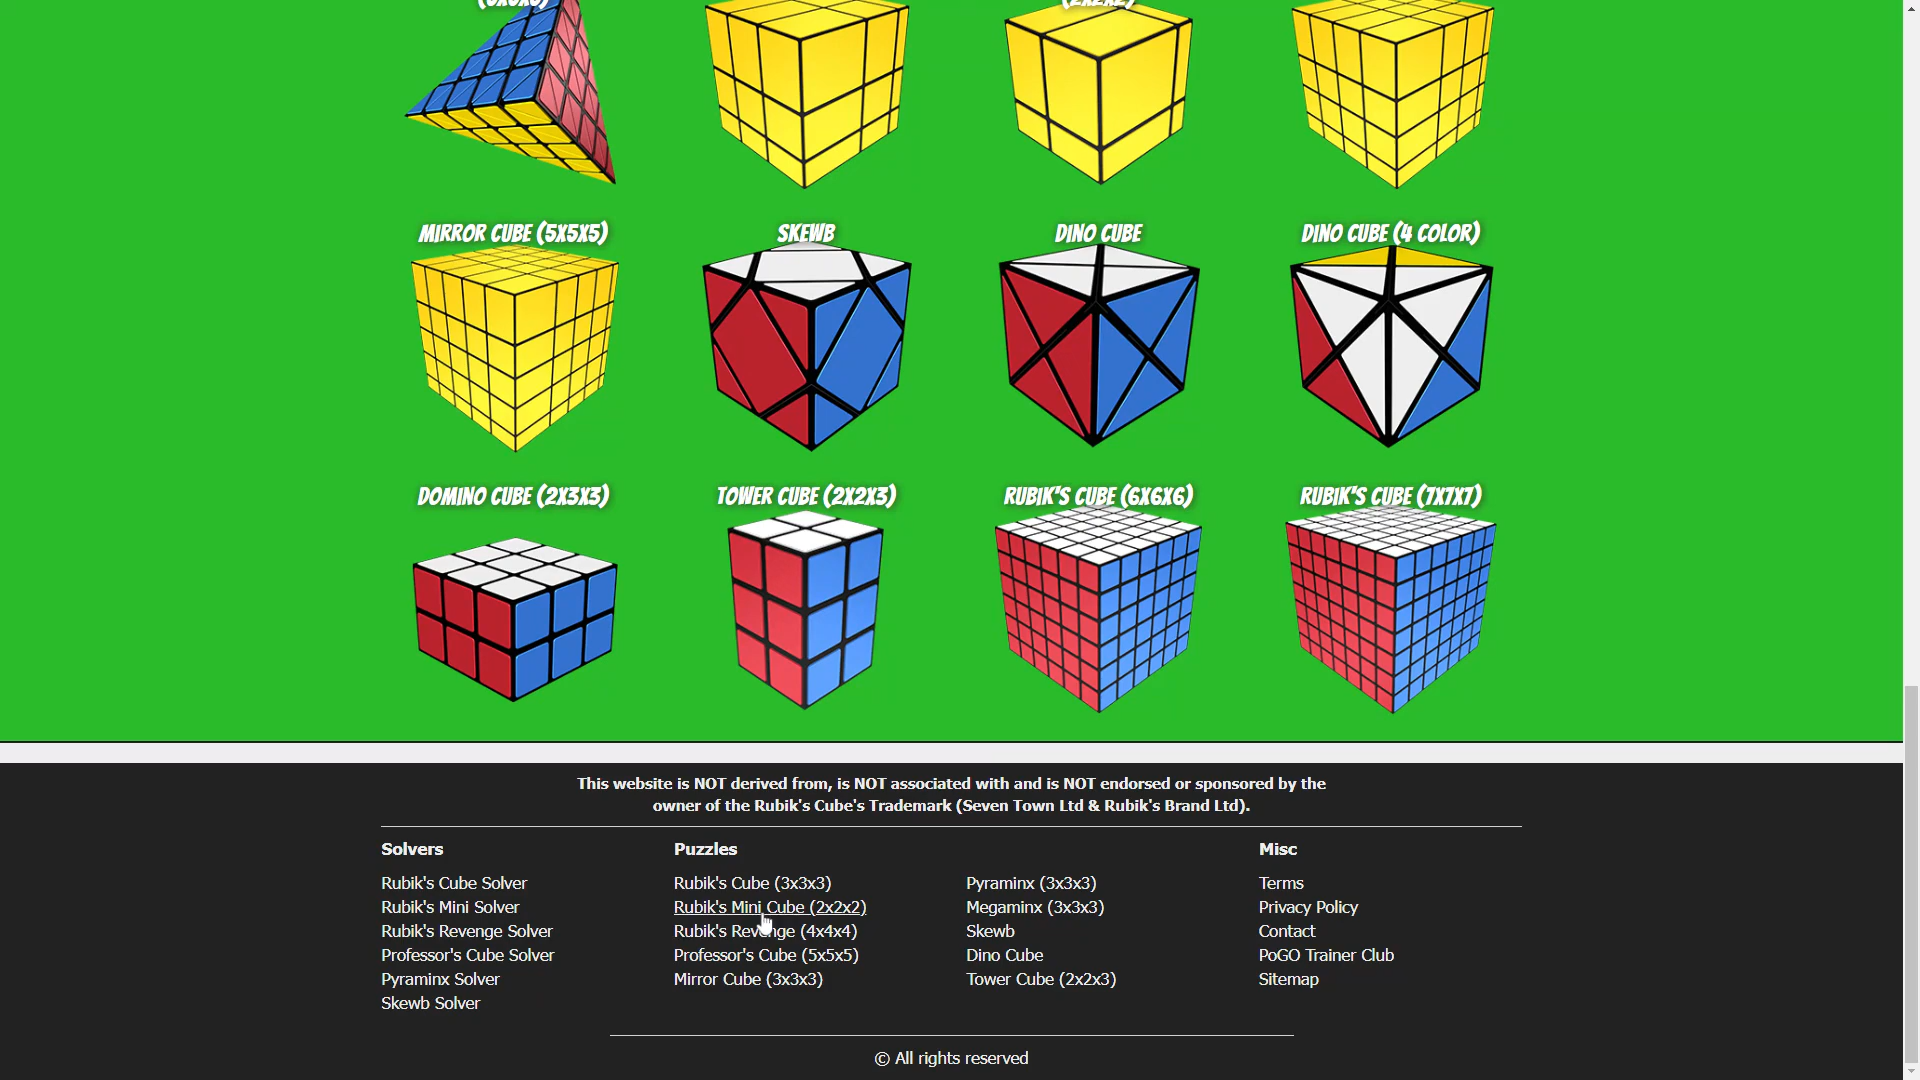 MIRROR CUBE (5X5X5)
SKEWB
DINO CUBE
DINO CUBE (4 COLOR)
DOMINO CUBE (2X3X3)
TOWER CUBE (2X2X3)
RUBIK'S CUBE (6X6X6)
RUBIK'S CUBE (7X7X7)
This website is NOT derived from, is NOT associated with and is NOT endorsed or sponsored by the
owner of the Rubik's Cube's Trademark (Seven Town Ltd & Rubik's Brand Ltd).
Solvers
Rubik's Cube Solver
Rubik's Mini Solver
Rubik's Revenge Solver
Professor's Cube Solver
Pyraminx Solver
Skewb Solver
Puzzles
Rubik's Cube (3x3x3)
Rubik's Mini Cube (2x2x2)
Rubik's Revenge (4x4x4)
Professor's Cube (5x5x5)
Mirror Cube (3x3x3)
Pyraminx (3x3x3)
Megaminx (3x3x3)
Skewb
Dino Cube
Tower Cube (2x2x3)
Misc
Terms
Privacy Policy
Contact
PoGO Trainer Club
Sitemap
© All rights reserved